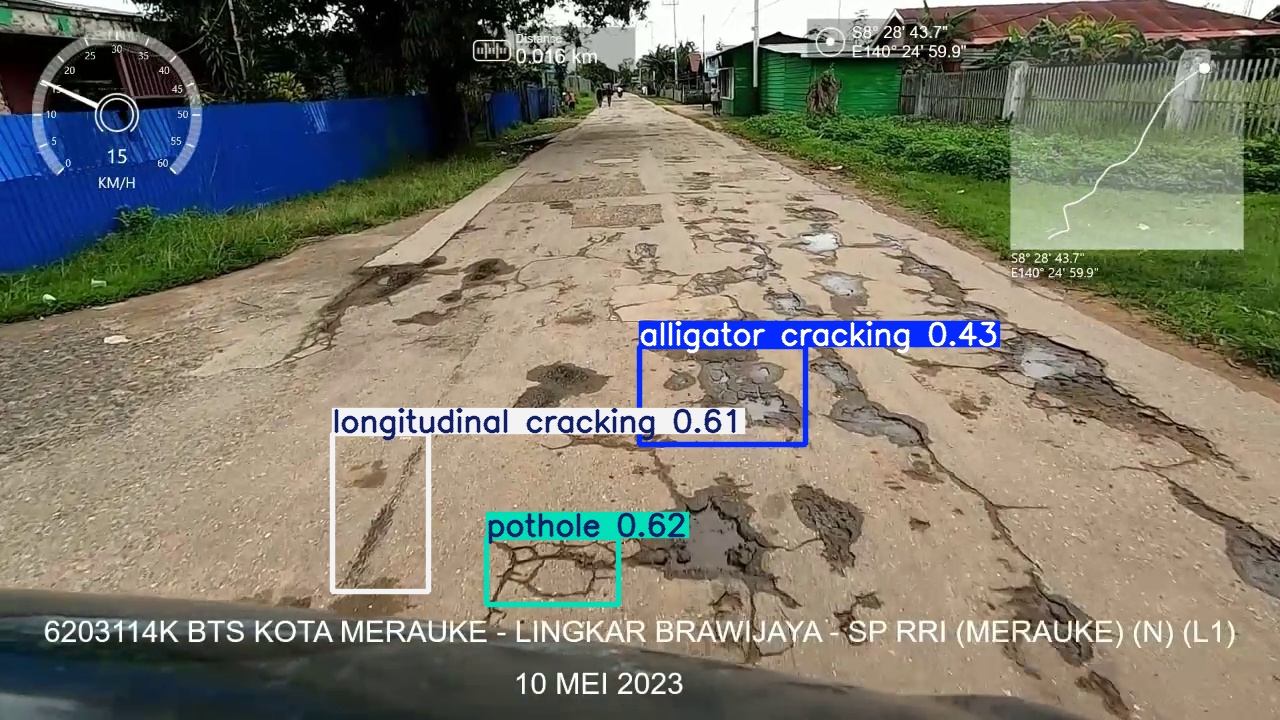 25 30 35
20 40
15 45
10 50
5 55
0 60
15
KM/H
Distance
0.016 km
S8° 28' 43.7"
E140° 24' 59.9"
S8° 28' 43.7"
E140° 24' 59.9"
alligator cracking 0.43
longitudinal cracking 0.61
pothole 0.62
6203114K BTS KOTA MERAUKE - LINGKAR BRAWIJAYA - SP RRI (MERAUKE) (N) (L1)
10 MEI 2023